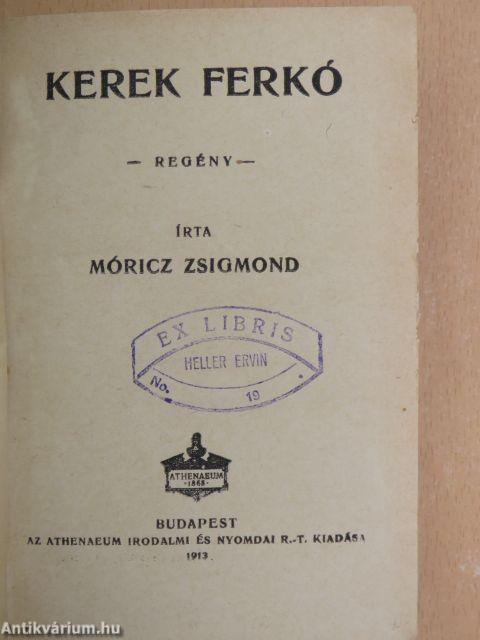 KEREK FERKÓ
— REGÉNY —
ÍRTA
MÓRICZ ZSIGMOND
EX LIBRIS
HELLER ERVIN
No. 19 .
ATHENAEUM
·1868·
BUDAPEST
AZ ATHENAEUM IRODALMI ÉS NYOMDAI R.-T. KIADÁSA
1913
Antikvárium.hu